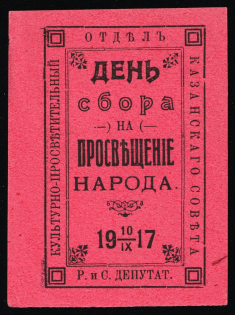 ОТДѢЛЪ
КУЛЬТУРНО-ПРОСВѢТИТЕЛЬНЫЙ
КАЗАНСКАГО СОВѢТА
ДЕНЬ
сбора
—) НА (—
ПРОСВѢЩЕНІЕ
НАРОДА.
19 10/IX 17
Р. и С. ДЕПУТАТ.